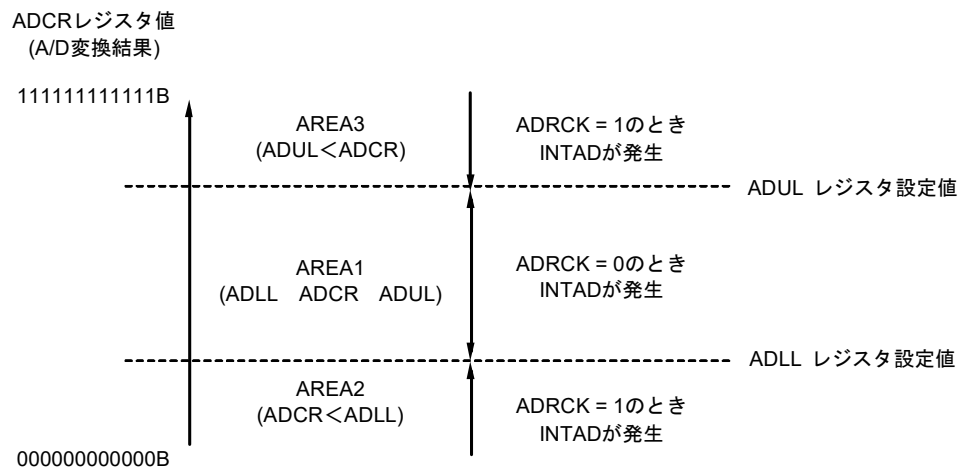 ADCRレジスタ値
(A/D変換結果)
111111111111B
AREA3
(ADUL＜ADCR)
ADRCK = 1のとき
INTADが発生
ADUL レジスタ設定値
AREA1
(ADLL ADCR ADUL)
ADRCK = 0のとき
INTADが発生
ADLL レジスタ設定値
AREA2
(ADCR＜ADLL)
ADRCK = 1のとき
INTADが発生
000000000000B